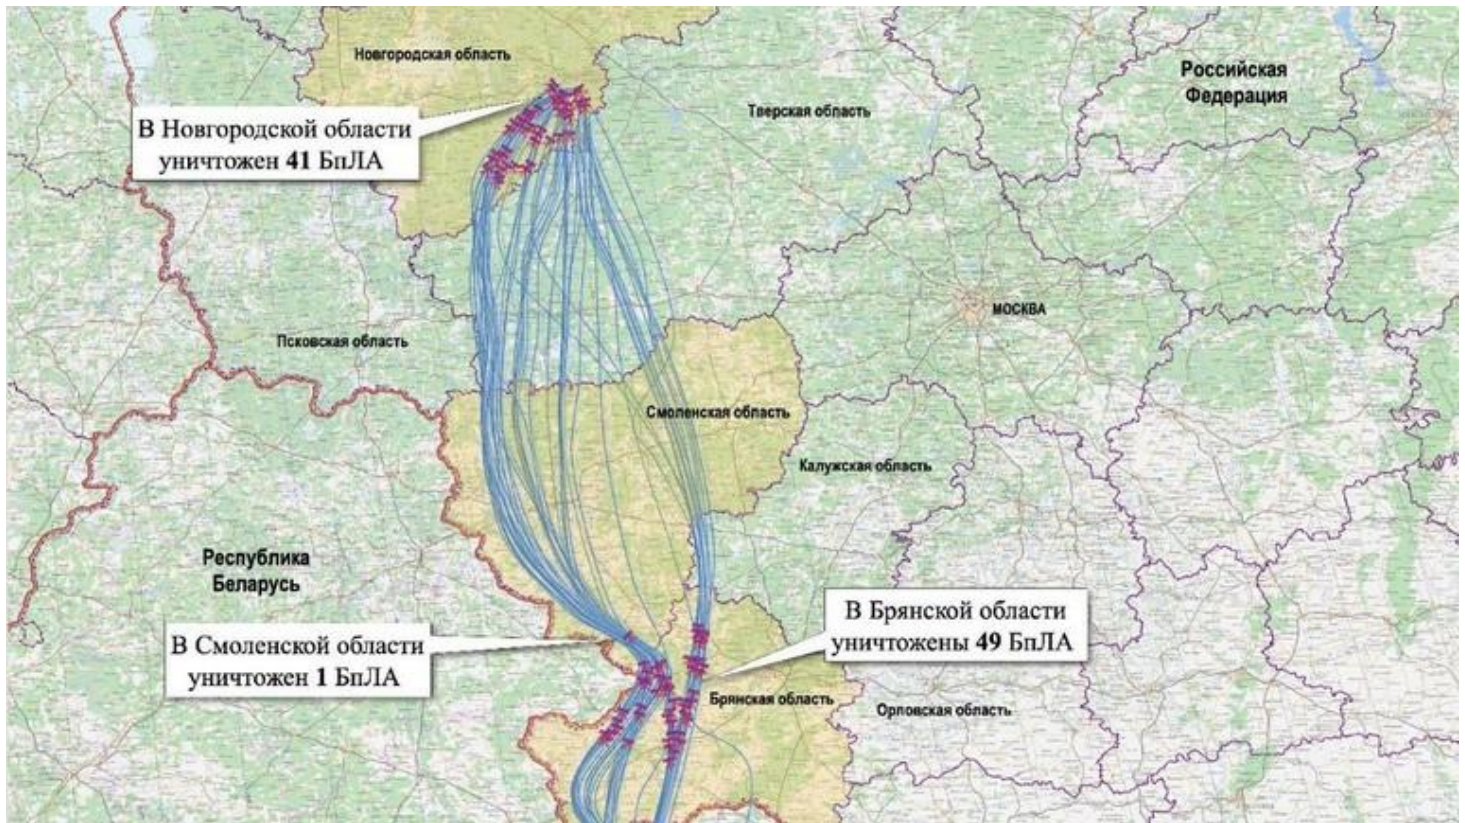 Новгородская область
Российская
Федерация
Тверская область
В Новгородской области
уничтожен 41 БпЛА
МОСКВА
Псковская область
Смоленская область
Калужская область
Республика
Беларусь
В Брянской области
уничтожены 49 БпЛА
В Смоленской области
уничтожен 1 БпЛА
Брянская область
Орловская область